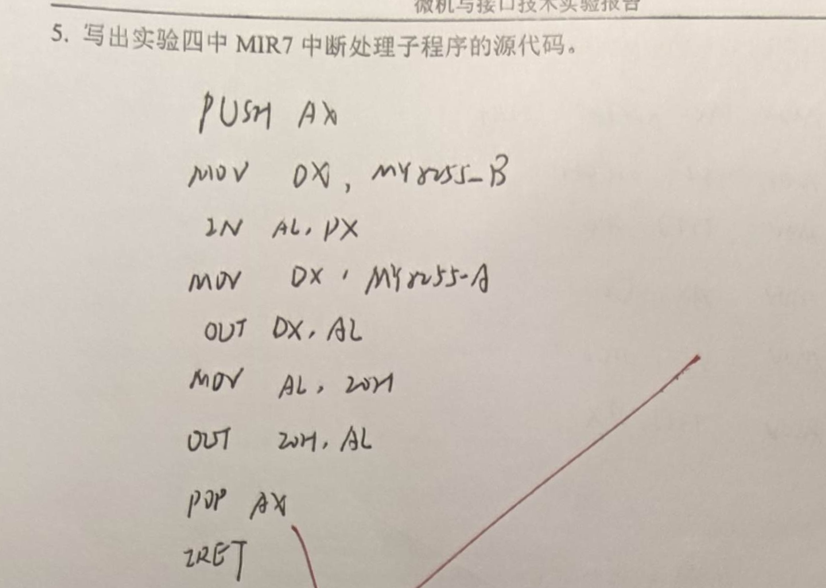 微机与接口技术实验报告
5. 写出实验四中 MIR7 中断处理子程序的源代码。
PUSH AX
MOV DX, MY8255-B
IN AL, DX
MOV DX, MY8255-A
OUT DX, AL
MOV AL, 20H
OUT 20H, AL
POP AX
IRET